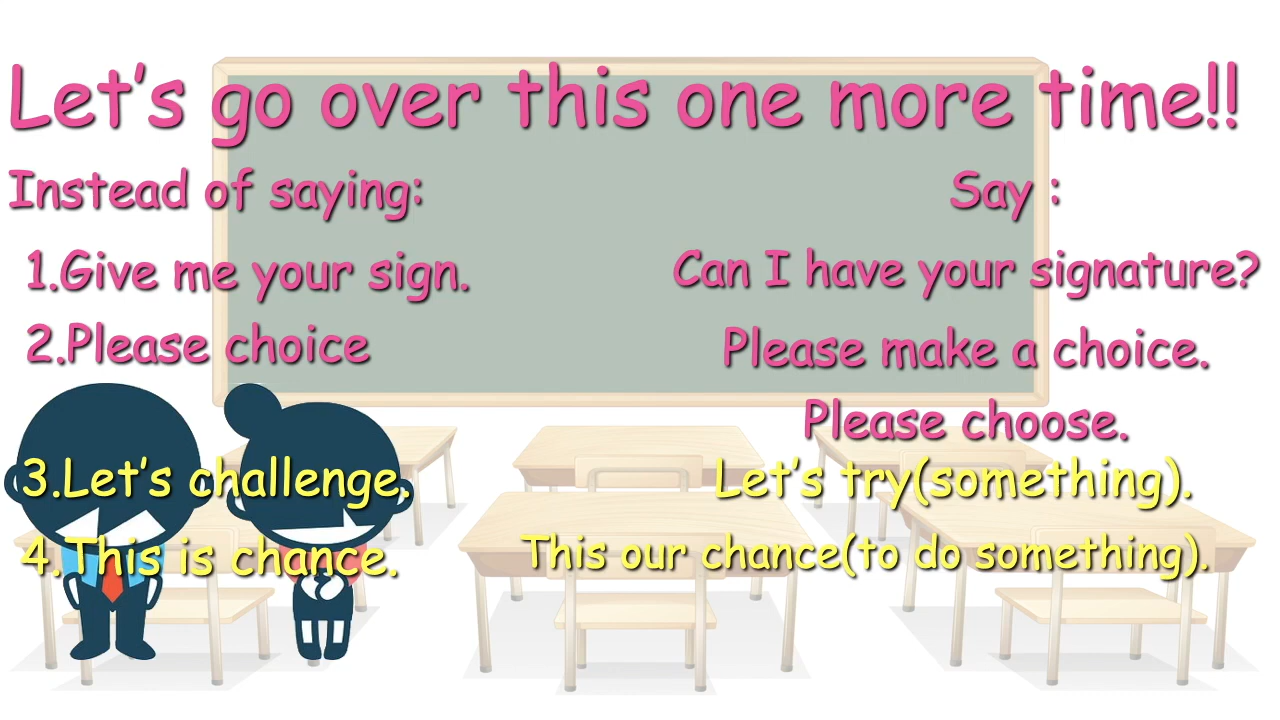 Let's go over this one more time!!
Instead of saying: Say :
1.Give me your sign. Can I have your signature?
2.Please choice Please make a choice.
Please choose.
3.Let's challenge. Let's try(something).
4.This is chance. This our chance(to do something).